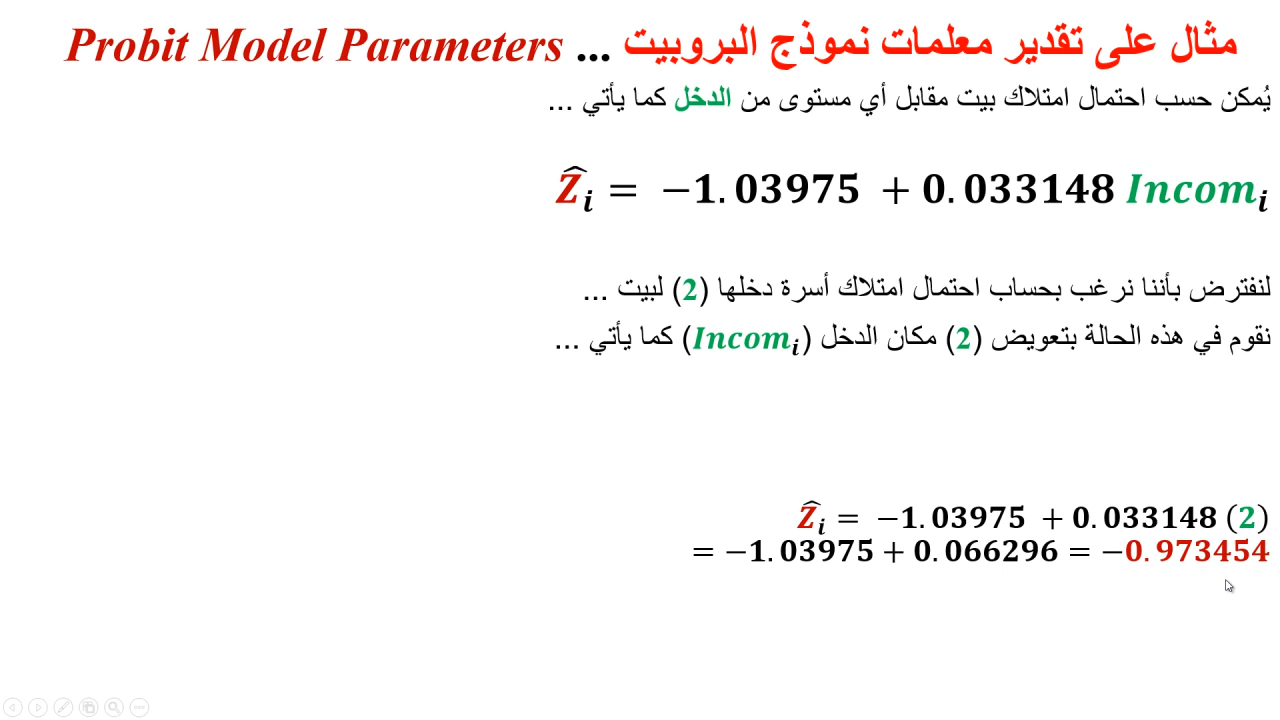 مثال على تقدير معلمات نموذج البروبيت ... Probit Model Parameters
يُمكن حسب احتمال امتلاك بيت مقابل أي مستوى من الدخل كما يأتي ...
Ẑᵢ = −1.03975 + 0.033148 Incomᵢ
لنفترض بأننا نرغب بحساب احتمال امتلاك أسرة دخلها (2) لبيت ...
نقوم في هذه الحالة بتعويض (2) مكان الدخل (Incomᵢ) كما يأتي ...
Ẑᵢ = −1.03975 + 0.033148 (2)
= −1.03975 + 0.066296 = −0.973454